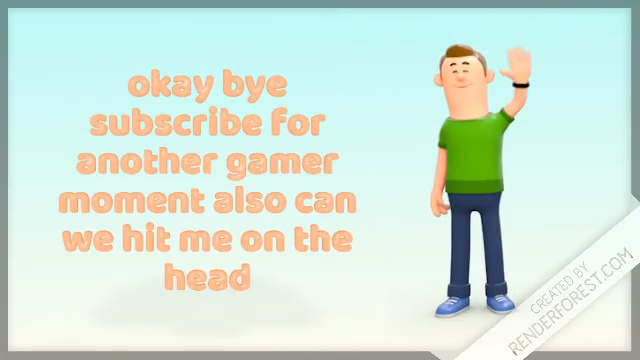 okay bye
subscribe for
another gamer
moment also can
we hit me on the
head
CREATED BY
RENDERFOREST.COM